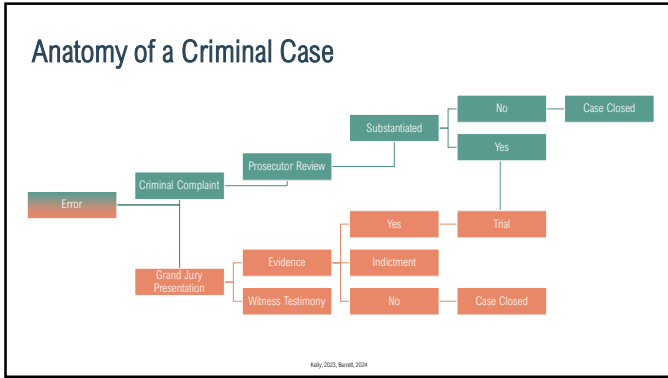 Anatomy of a Criminal Case
No
Case Closed
Substantiated
Yes
Prosecutor Review
Criminal Complaint
Error
Yes
Trial
Evidence
Indictment
Grand Jury
Presentation
Witness Testimony
No
Case Closed
Kelly, 2023, Barnett, 2024